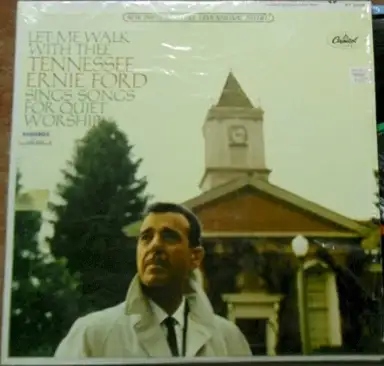 LET ME WALK
WITH THEE
TENNESSEE
ERNIE FORD
SINGS SONGS
FOR QUIET
WORSHIP
Capitol